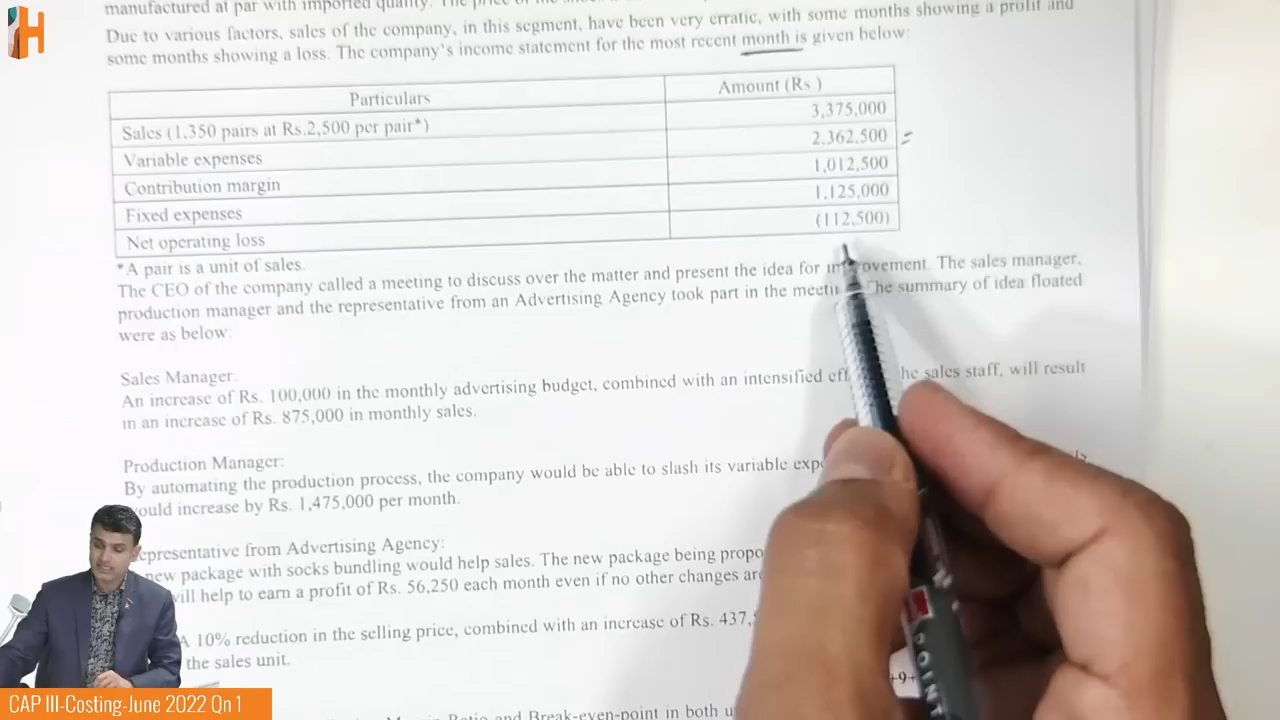 H
manufactured at par with imported quality. The price of the
Due to various factors, sales of the company, in this segment, have been very erratic, with some months showing a profit and
some months showing a loss. The company's income statement for the most recent month is given below:
Particulars Amount (Rs )
Sales (1,350 pairs at Rs.2,500 per pair*) 3,375,000
Variable expenses 2,362,500
Contribution margin 1,012,500
Fixed expenses 1,125,000
Net operating loss (112,500)
*A pair is a unit of sales.
The CEO of the company called a meeting to discuss over the matter and present the idea for improvement. The sales manager,
production manager and the representative from an Advertising Agency took part in the meeti The summary of idea floated
were as below:
Sales Manager:
An increase of Rs. 100,000 in the monthly advertising budget, combined with an intensified eff he sales staff, will result
in an increase of Rs. 875,000 in monthly sales.
Production Manager:
By automating the production process, the company would be able to slash its variable exp
would increase by Rs. 1,475,000 per month.
epresentative from Advertising Agency:
new package with socks bundling would help sales. The new package being propo
will help to earn a profit of Rs. 56,250 each month even if no other changes are
A 10% reduction in the selling price, combined with an increase of Rs. 437,
the sales unit.
+9+
Margin Ratio and Break-even-point in both
POINT
CAP III-Costing-June 2022 Qn 1